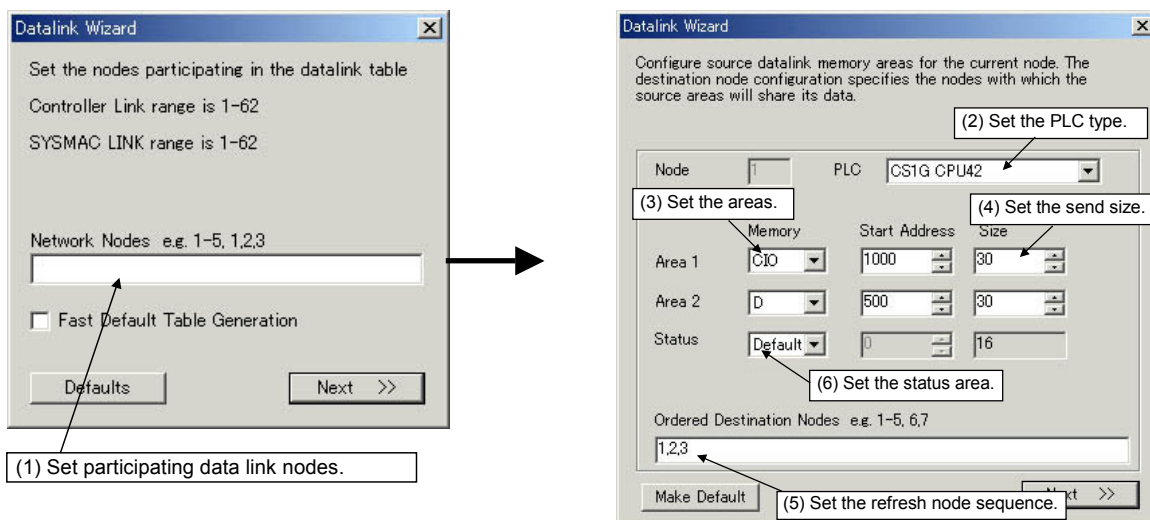 Datalink Wizard
Set the nodes participating in the datalink table
Controller Link range is 1-62
SYSMAC LINK range is 1-62
Network Nodes e.g. 1-5, 1,2,3
Fast Default Table Generation
Defaults
Next >>
(1) Set participating data link nodes.
Datalink Wizard
Configure source datalink memory areas for the current node. The
destination node configuration specifies the nodes with which the
source areas will share its data.
(2) Set the PLC type.
Node 1 PLC CS1G CPU42
(3) Set the areas.
(4) Set the send size.
Memory Start Address Size
Area 1 CIO 1000 30
Area 2 D 500 30
Status Default 0 16
(6) Set the status area.
Ordered Destination Nodes e.g. 1-5, 6,7
1,2,3
Make Default
(5) Set the refresh node sequence.
>>